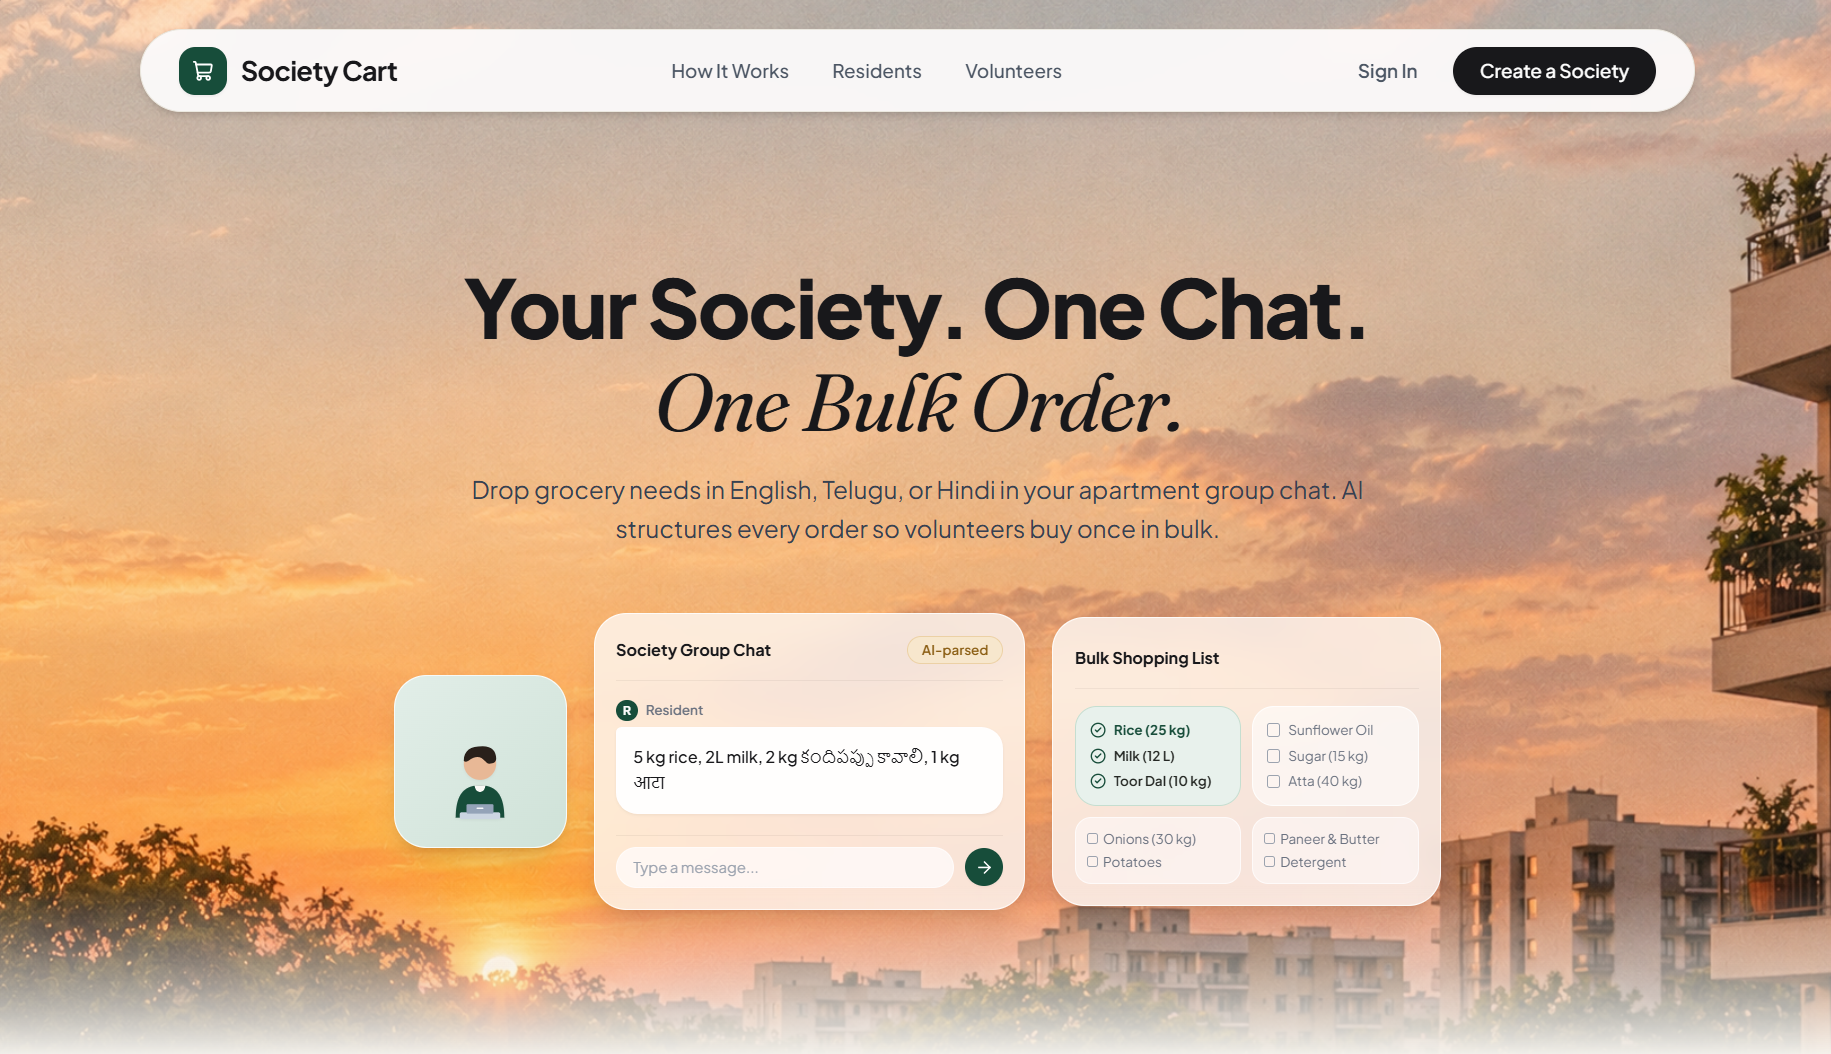 Society Cart
How It Works
Residents
Volunteers
Sign In
Create a Society
Your Society. One Chat.
One Bulk Order.
Drop grocery needs in English, Telugu, or Hindi in your apartment group chat. AI
structures every order so volunteers buy once in bulk.
Society Group Chat
AI-parsed
R Resident
5 kg rice, 2L milk, 2 kg కందిపప్పు కావాలి, 1 kg
आटा
Type a message...
Bulk Shopping List
Rice (25 kg)
Milk (12 L)
Toor Dal (10 kg)
Sunflower Oil
Sugar (15 kg)
Atta (40 kg)
Onions (30 kg)
Potatoes
Paneer & Butter
Detergent